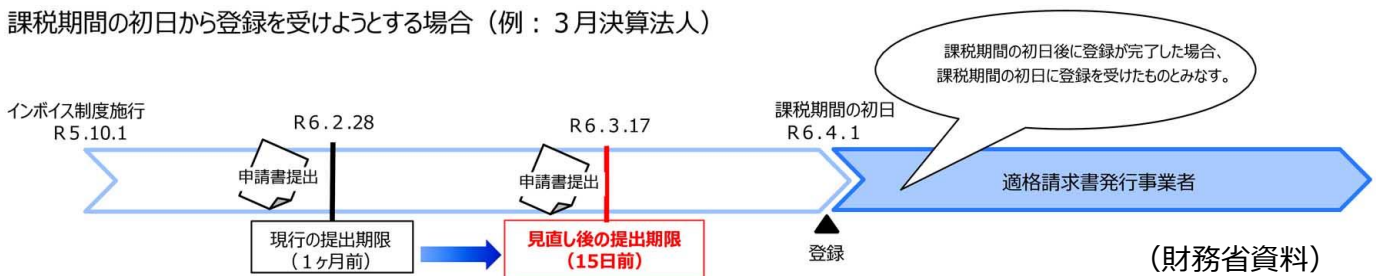 課税期間の初日から登録を受けようとする場合（例：３月決算法人）
課税期間の初日後に登録が完了した場合、
課税期間の初日に登録を受けたものとみなす。
インボイス制度施行
R５.10.１
R６.２.28
R６.３.17
課税期間の初日
R６.４.１
申請書提出
申請書提出
適格請求書発行事業者
現行の提出期限
（１ヶ月前）
見直し後の提出期限
（15日前）
登録
（財務省資料）